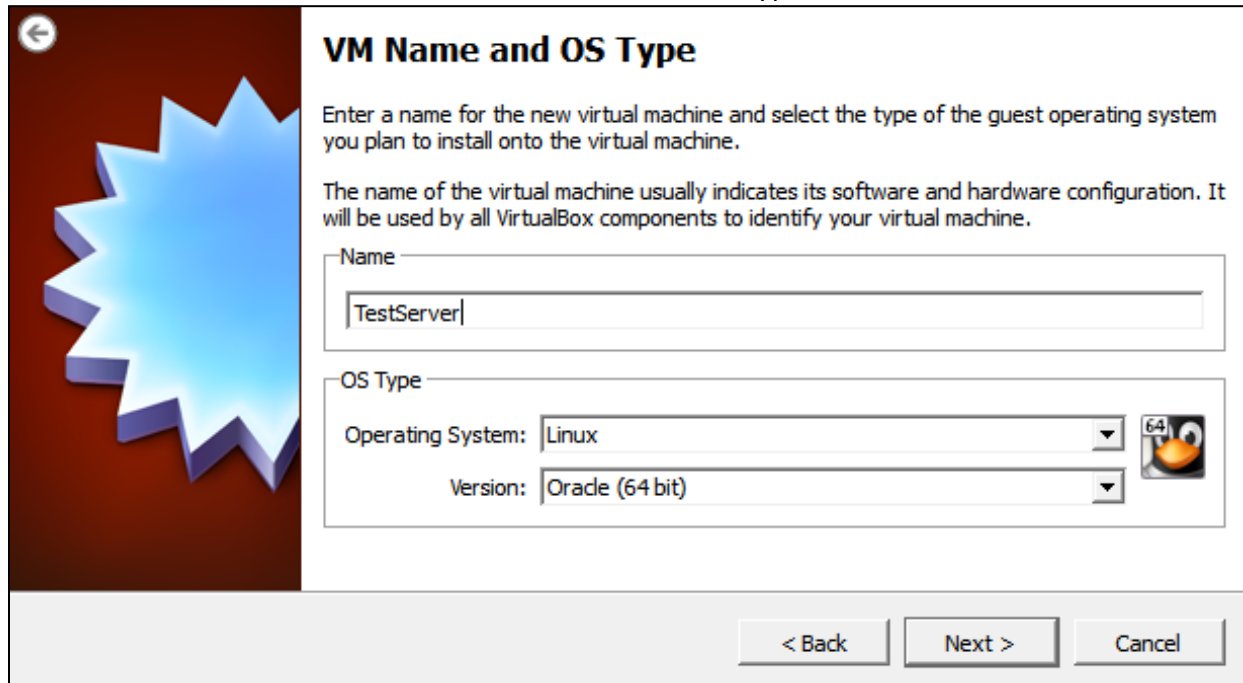 VM Name and OS Type
Enter a name for the new virtual machine and select the type of the guest operating system
you plan to install onto the virtual machine.
The name of the virtual machine usually indicates its software and hardware configuration. It
will be used by all VirtualBox components to identify your virtual machine.
Name
TestServer
OS Type
Operating System: Linux
64
Version: Oracle (64 bit)
< Back Next > Cancel